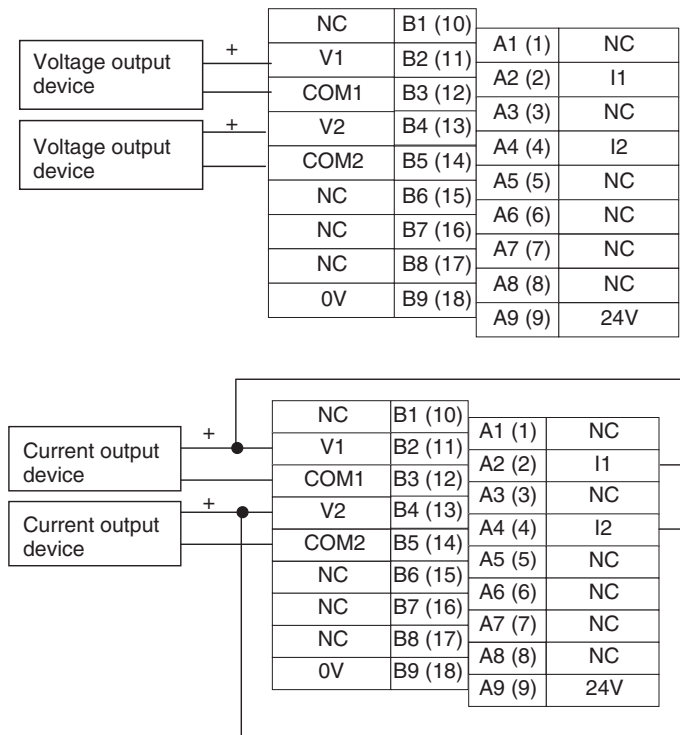 NC B1 (10)
A1 (1) NC
Voltage output
device
+
V1 B2 (11)
A2 (2) I1
COM1 B3 (12)
A3 (3) NC
Voltage output
device
+
V2 B4 (13)
A4 (4) I2
COM2 B5 (14)
A5 (5) NC
NC B6 (15)
A6 (6) NC
NC B7 (16)
A7 (7) NC
NC B8 (17)
A8 (8) NC
0V B9 (18)
A9 (9) 24V
NC B1 (10)
A1 (1) NC
Current output
device
+
V1 B2 (11)
A2 (2) I1
COM1 B3 (12)
A3 (3) NC
Current output
device
+
V2 B4 (13)
A4 (4) I2
COM2 B5 (14)
A5 (5) NC
NC B6 (15)
A6 (6) NC
NC B7 (16)
A7 (7) NC
NC B8 (17)
A8 (8) NC
0V B9 (18)
A9 (9) 24V